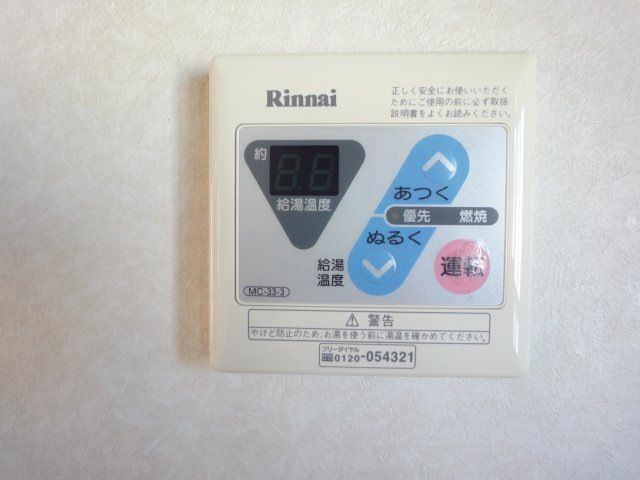 Rinnai
正しく安全にお使いいただく
ためにご使用の前に必ず取扱
説明書をよくお読みください。
約
給湯温度
あつく
優先 燃焼
ぬるく
給湯
温度
運転
MC-33-3
⚠ 警告
やけど防止のため、お湯を使う前に湯温を確かめてください。
フリーダイヤル
0120-054321